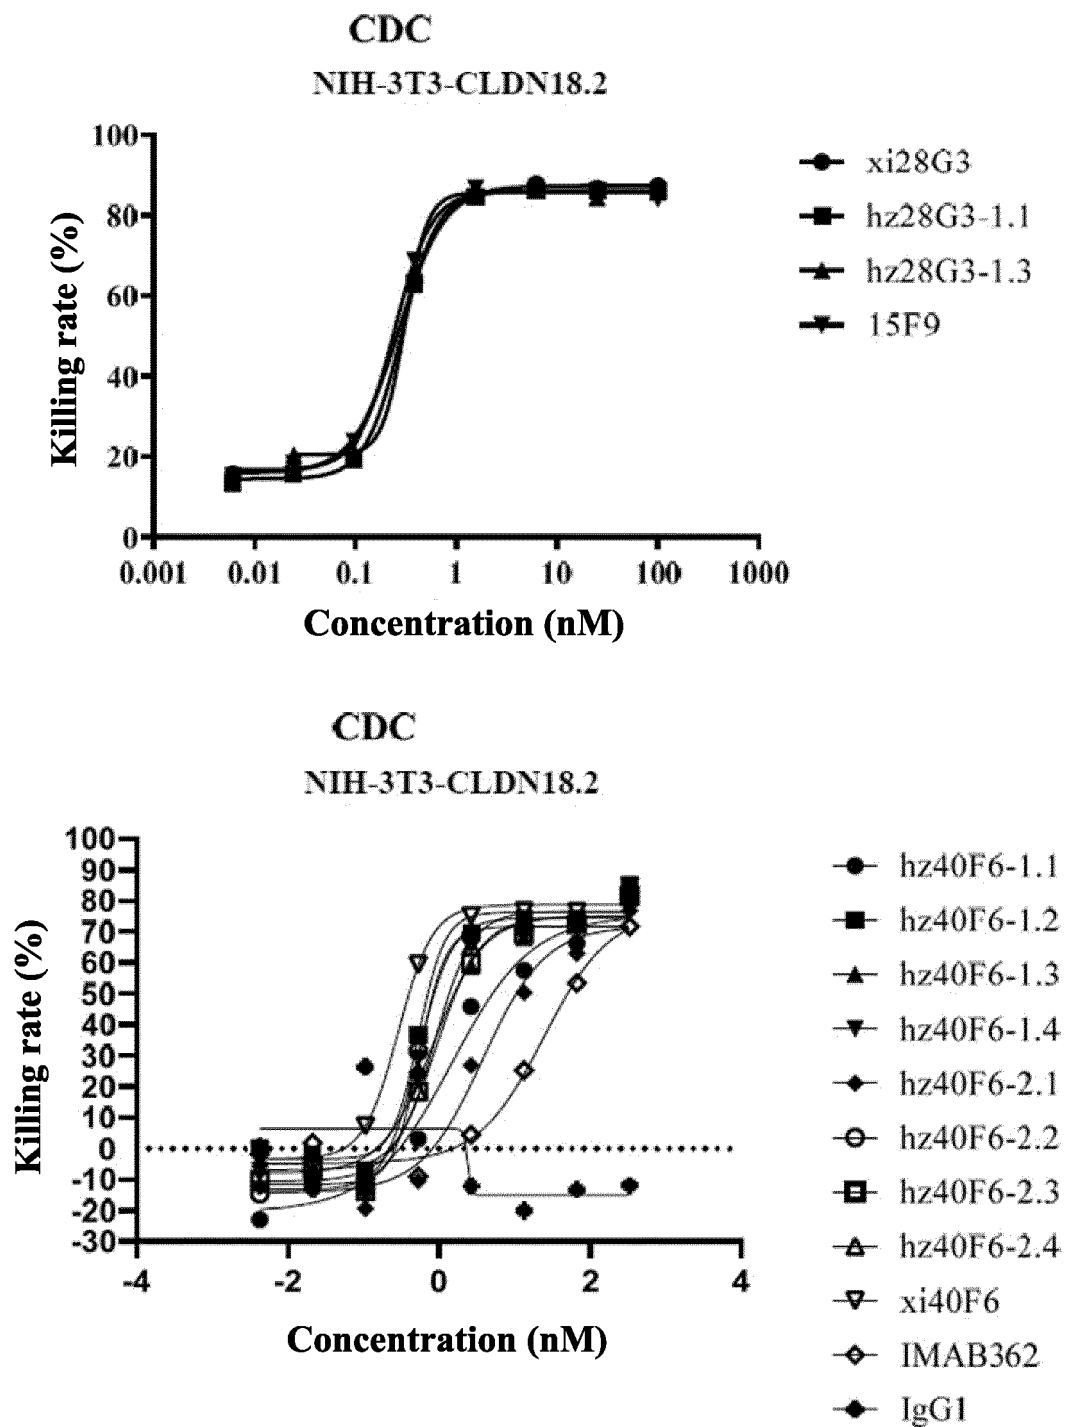 CDC
NIH-3T3-CLDN18.2
Killing rate (%)
100
80
60
40
20
0
0.001 0.01 0.1 1 10 100 1000
Concentration (nM)
xi28G3
hz28G3-1.1
hz28G3-1.3
15F9
CDC
NIH-3T3-CLDN18.2
Killing rate (%)
100
90
80
70
60
50
40
30
20
10
0
-10
-20
-30
-4 -2 0 2 4
Concentration (nM)
hz40F6-1.1
hz40F6-1.2
hz40F6-1.3
hz40F6-1.4
hz40F6-2.1
hz40F6-2.2
hz40F6-2.3
hz40F6-2.4
xi40F6
IMAB362
IgG1